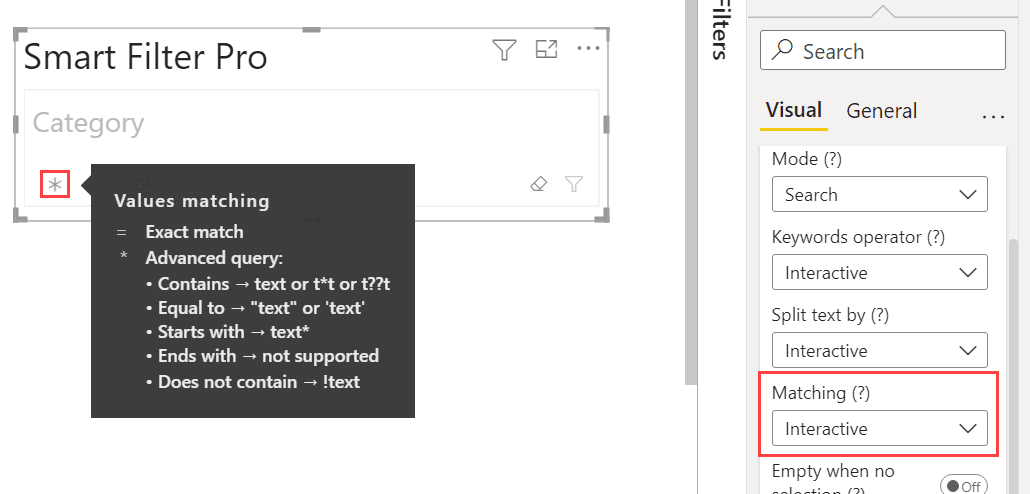 Smart Filter Pro
Category
Values matching
= Exact match
* Advanced query:
• Contains → text or t*t or t??t
• Equal to → "text" or 'text'
• Starts with → text*
• Ends with → not supported
• Does not contain → !text
Filters
Search
Visual General ...
Mode (?)
Search
Keywords operator (?)
Interactive
Split text by (?)
Interactive
Matching (?)
Interactive
Empty when no
selection (?) Off